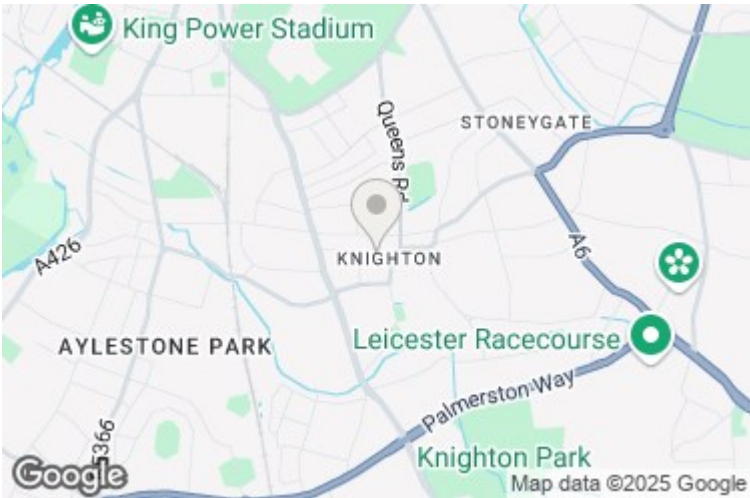 King Power Stadium
Queens Rd
STONEYGATE
KNIGHTON
A6
A426
AYLESTONE PARK
Leicester Racecourse
Palmerston Way
5366
Knighton Park
Google
Map data ©2025 Google